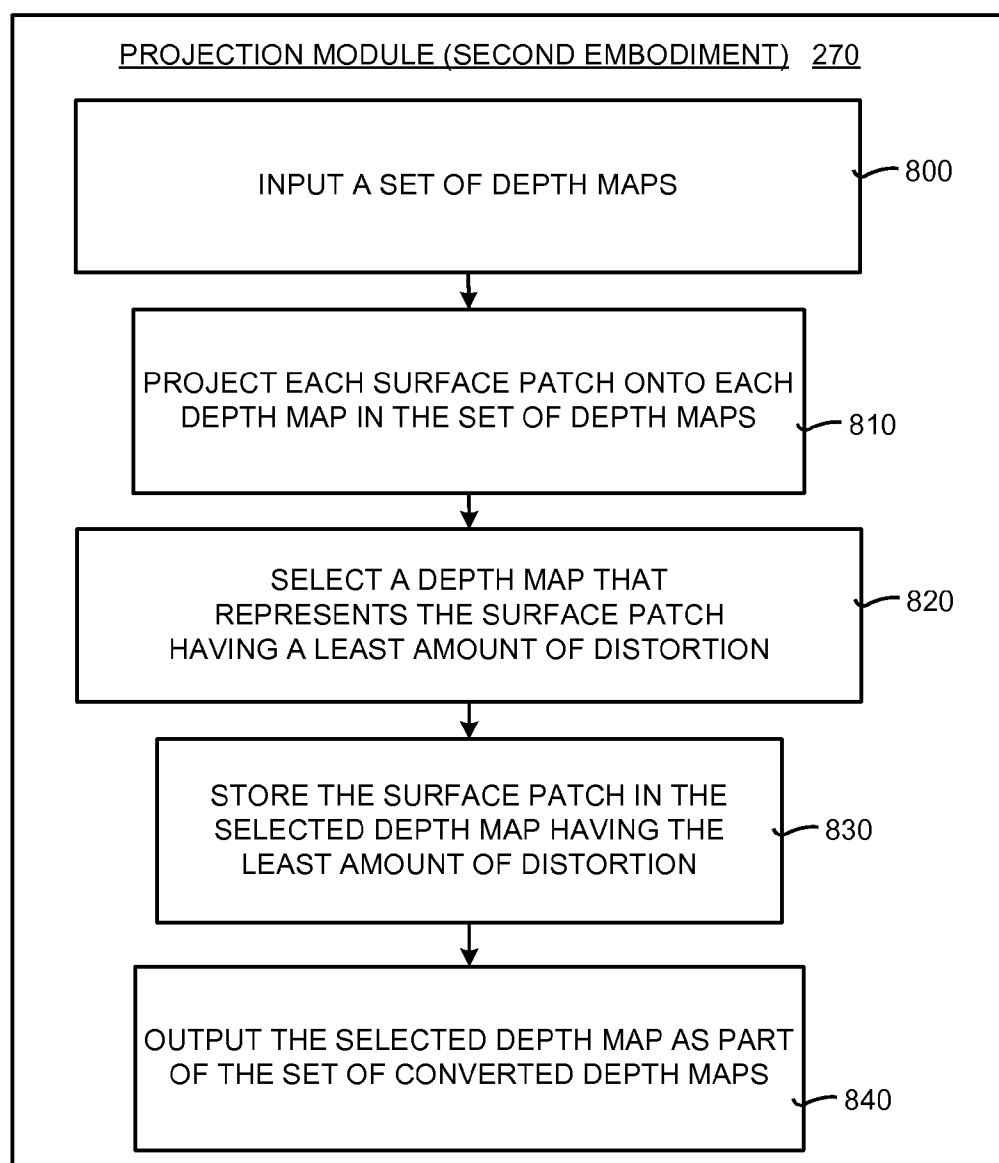 PROJECTION MODULE (SECOND EMBODIMENT) 270
INPUT A SET OF DEPTH MAPS
800
PROJECT EACH SURFACE PATCH ONTO EACH
DEPTH MAP IN THE SET OF DEPTH MAPS
810
SELECT A DEPTH MAP THAT
REPRESENTS THE SURFACE PATCH
HAVING A LEAST AMOUNT OF DISTORTION
820
STORE THE SURFACE PATCH IN THE
SELECTED DEPTH MAP HAVING THE
LEAST AMOUNT OF DISTORTION
830
OUTPUT THE SELECTED DEPTH MAP AS PART
OF THE SET OF CONVERTED DEPTH MAPS
840